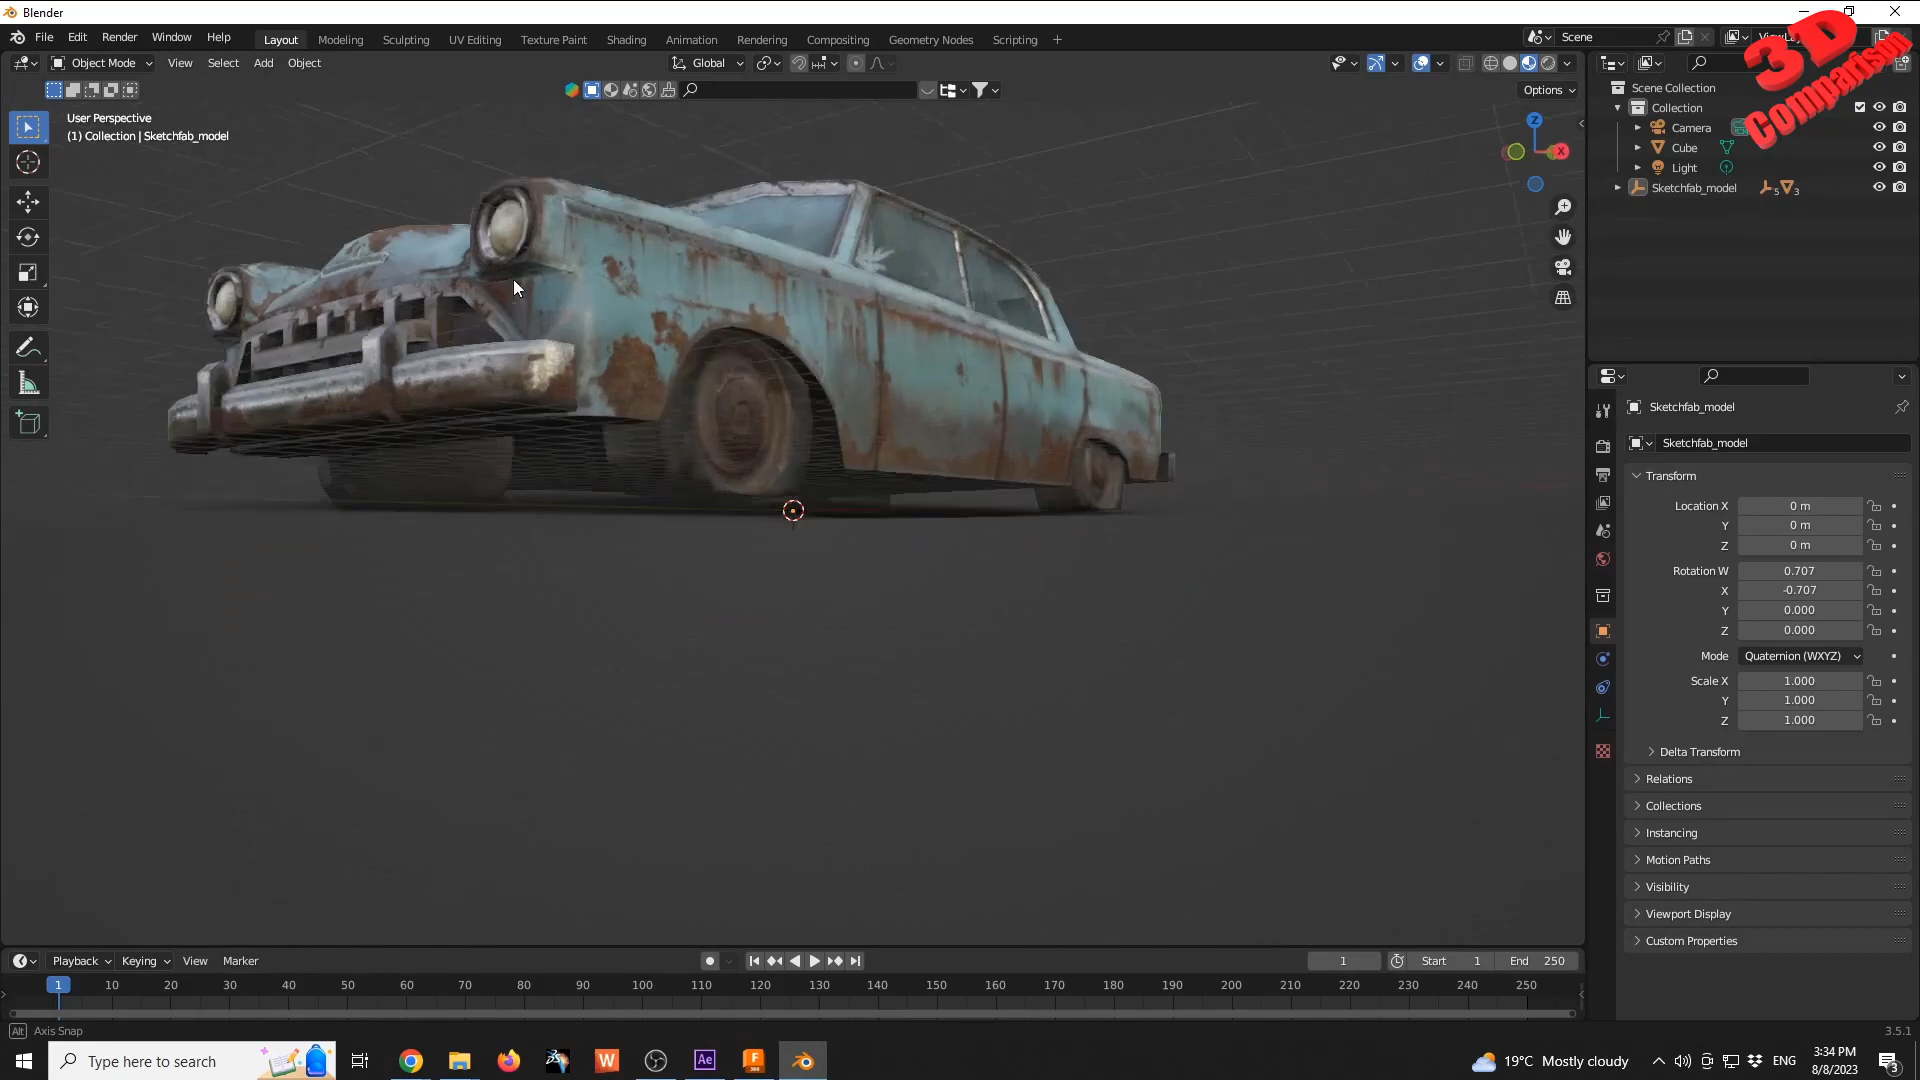 Blender
File Edit Render Window Help Layout Modeling Sculpting UV Editing Texture Paint Shading Animation Rendering Compositing Geometry Nodes Scripting + Scene
3D Comparison
Object Mode View Select Add Object Global
Options
User Perspective
(1) Collection | Sketchfab_model
Z
X
Scene Collection
Collection
Camera
Cube
Light
Sketchfab_model 5 3
Sketchfab_model
Sketchfab_model
Transform
Location X 0 m
Y 0 m
Z 0 m
Rotation W 0.707
X -0.707
Y 0.000
Z 0.000
Mode Quaternion (WXYZ)
Scale X 1.000
Y 1.000
Z 1.000
Delta Transform
Relations
Collections
Instancing
Motion Paths
Visibility
Viewport Display
Custom Properties
Playback Keying View Marker 1 Start 1 End 250
1 10 20 30 40 50 60 70 80 90 100 110 120 130 140 150 160 170 180 190 200 210 220 230 240 250
Alt Axis Snap 3.5.1
Type here to search W Ae F 360 19°C Mostly cloudy ENG 3:34 PM
8/8/2023 3